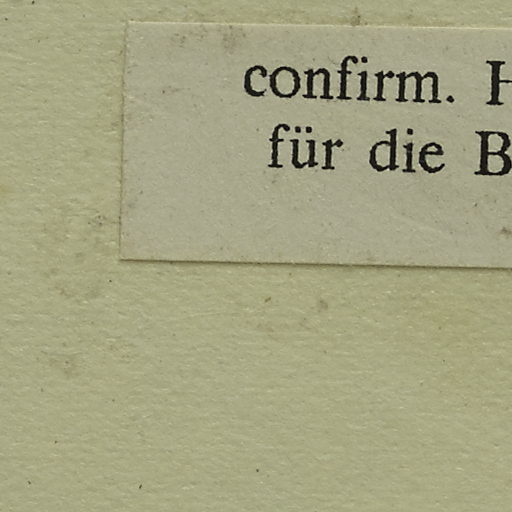 confirm. H
für die B